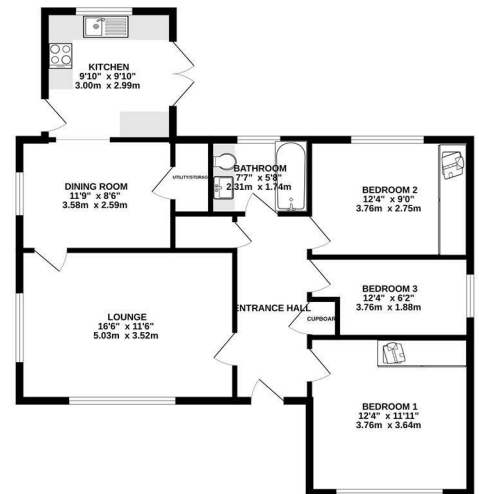 KITCHEN
9'10" x 9'10"
3.00m x 2.99m
DINING ROOM
11'9" x 8'6"
3.58m x 2.59m
UTILITY/STORAGE
BATHROOM
7'7" x 5'8"
2.31m x 1.74m
BEDROOM 2
12'4" x 9'0"
3.76m x 2.75m
BEDROOM 3
12'4" x 6'2"
3.76m x 1.88m
LOUNGE
16'6" x 11'6"
5.03m x 3.52m
ENTRANCE HALL
CUPBOARD
BEDROOM 1
12'4" x 11'11"
3.76m x 3.64m